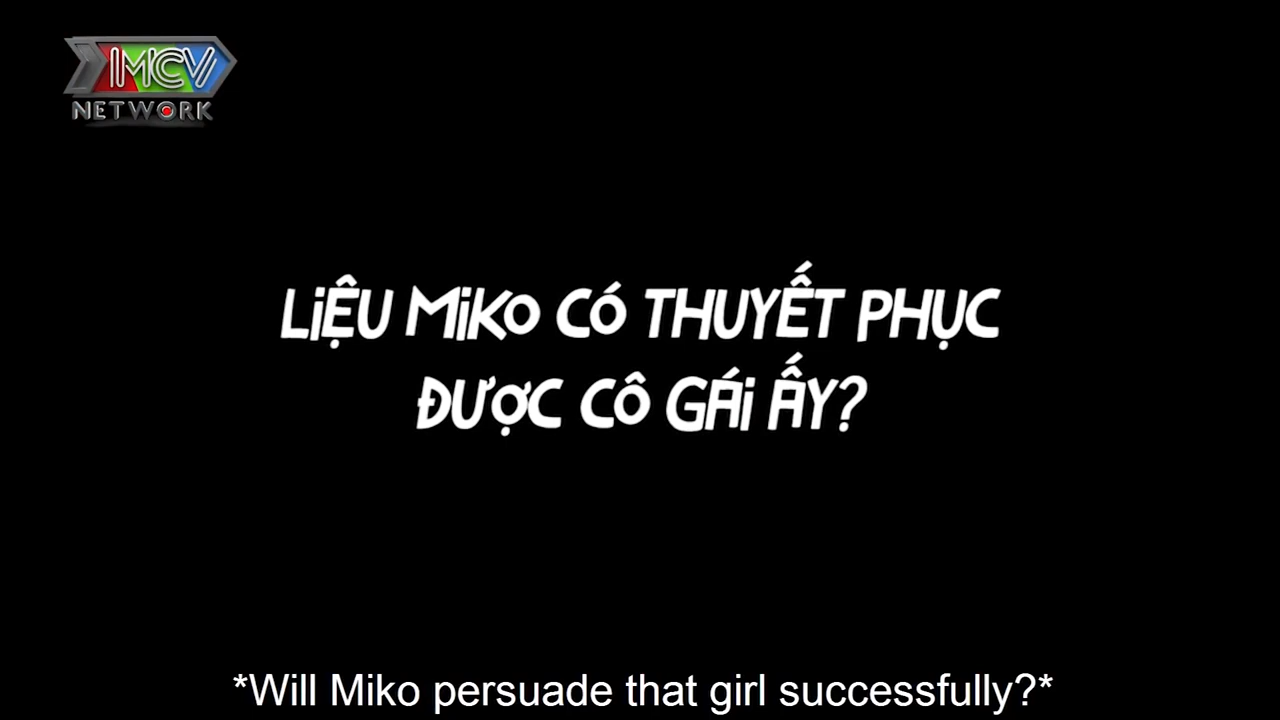 MCV
NETWORK
LIỆU MIKO CÓ THUYẾT PHỤC
ĐƯỢC CÔ GÁI ẤY?
*Will Miko persuade that girl successfully?*